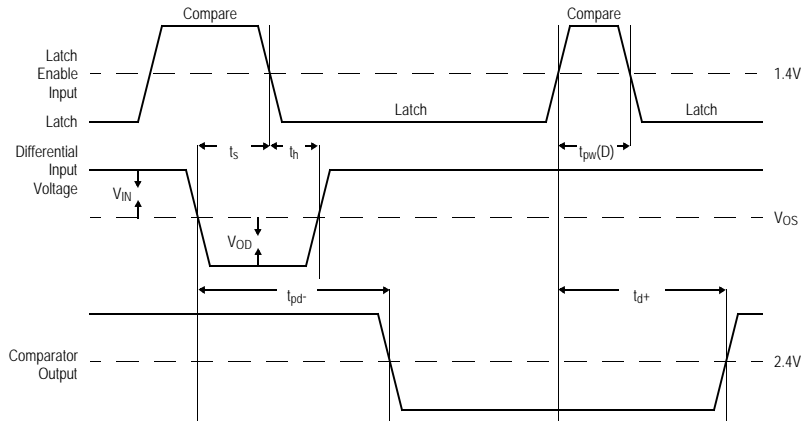 Compare
Compare
Latch
Enable
Input
1.4V
Latch
Latch
Latch
Differential
Input
Voltage
ts
th
tpw(D)
VIN
VOS
VOD
tpd-
td+
Comparator
Output
2.4V